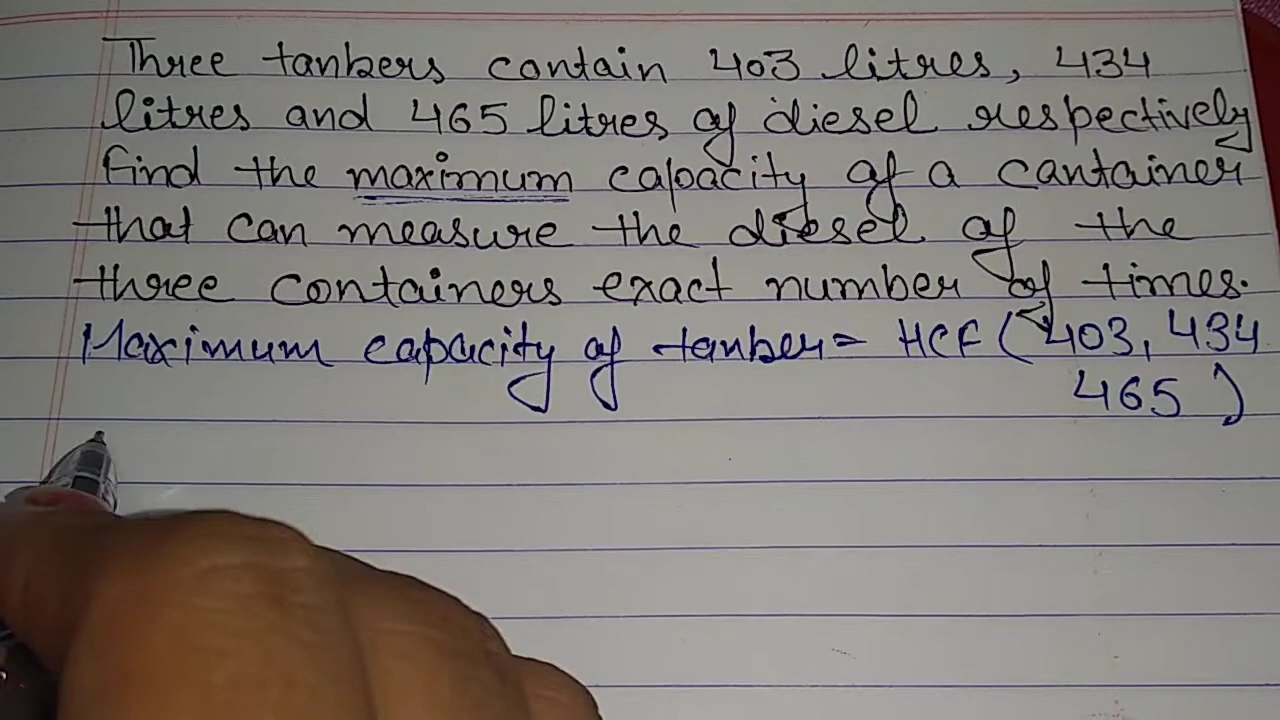 Three tankers contain 403 litres, 434
litres and 465 litres of diesel respectively
find the maximum capacity of a cantainer
that can measure the diesel of the
three containers exact number of times.
Maximum capacity of tanker = HCF (403, 434
465)